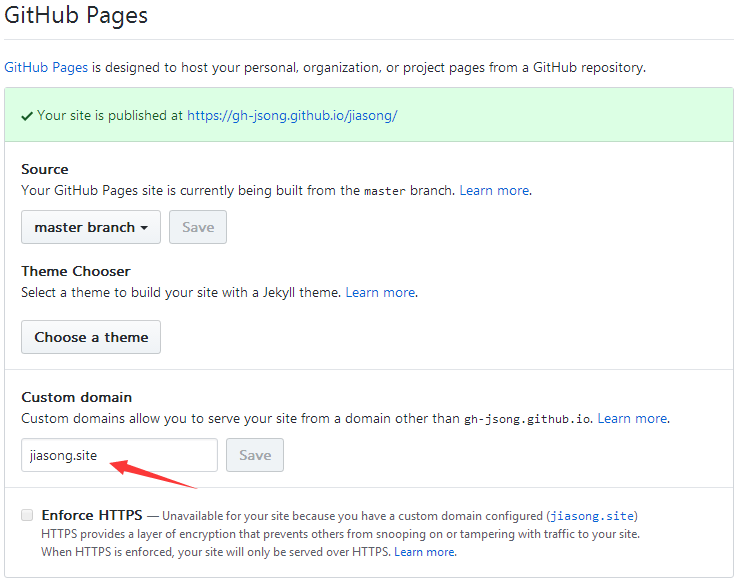 GitHub Pages
GitHub Pages is designed to host your personal, organization, or project pages from a GitHub repository.
Your site is published at https://gh-jsong.github.io/jiasong/
Source
Your GitHub Pages site is currently being built from the master branch. Learn more.
master branch Save
Theme Chooser
Select a theme to build your site with a Jekyll theme. Learn more.
Choose a theme
Custom domain
Custom domains allow you to serve your site from a domain other than gh-jsong.github.io. Learn more.
jiasong.site Save
Enforce HTTPS — Unavailable for your site because you have a custom domain configured (jiasong.site)
HTTPS provides a layer of encryption that prevents others from snooping on or tampering with traffic to your site.
When HTTPS is enforced, your site will only be served over HTTPS. Learn more.